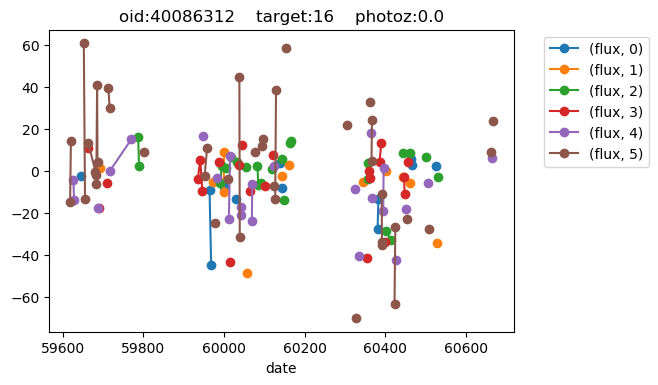 oid:40086312    target:16    photoz:0.0
60
40
20
0
−20
−40
−60
59600 59800 60000 60200 60400 60600
date
(flux, 0)
(flux, 1)
(flux, 2)
(flux, 3)
(flux, 4)
(flux, 5)